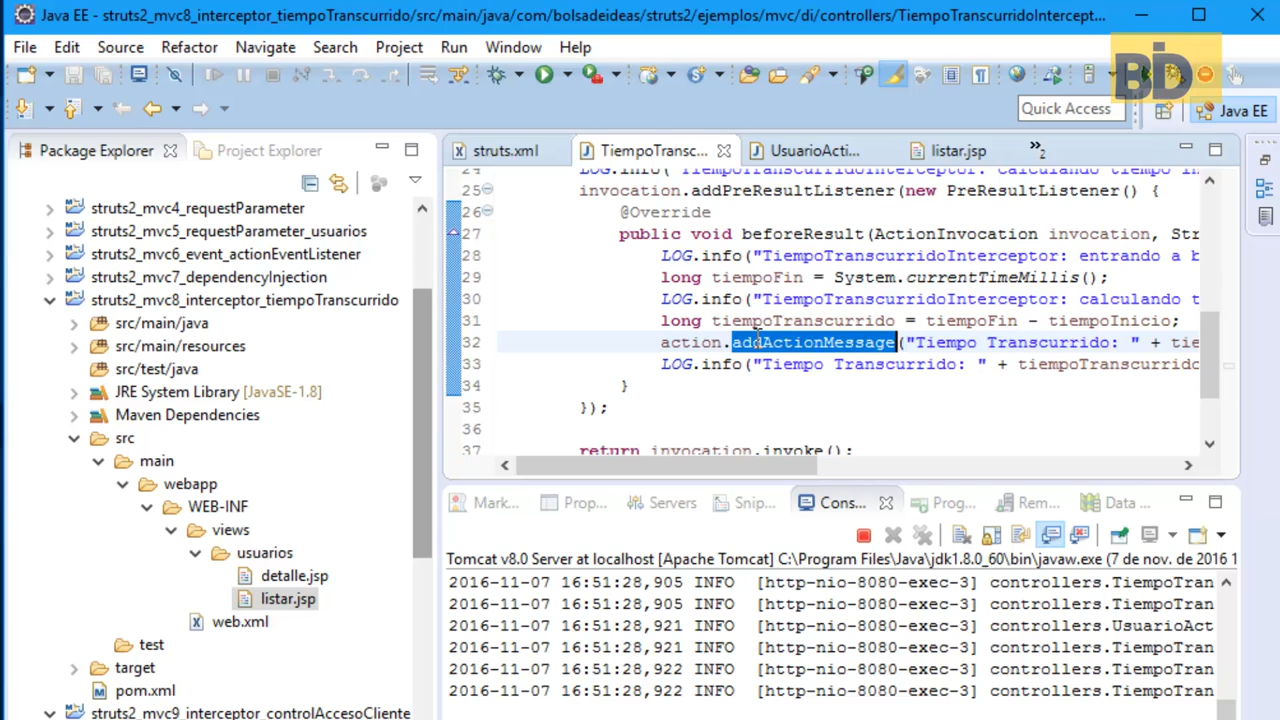 Java EE - struts2_mvc8_interceptor_tiempoTranscurrido/src/main/java/com/bolsadeideas/struts2/ejemplos/mvc/di/controllers/TiempoTranscurridoIntercept...
File Edit Source Refactor Navigate Search Project Run Window Help
BD
Quick Access
Java EE
Package Explorer
Project Explorer
struts2_mvc4_requestParameter
struts2_mvc5_requestParameter_usuarios
struts2_mvc6_event_actionEventListener
struts2_mvc7_dependencyInjection
struts2_mvc8_interceptor_tiempoTranscurrido
src/main/java
src/main/resources
src/test/java
JRE System Library [JavaSE-1.8]
Maven Dependencies
src
main
webapp
WEB-INF
views
usuarios
detalle.jsp
listar.jsp
web.xml
test
target
pom.xml
struts2_mvc9_interceptor_controlAccesoCliente
struts.xml TiempoTransc... UsuarioActi... listar.jsp »2
24 LOG.info("TiempoTranscurridoInterceptor: calculando tiempo in
25 invocation.addPreResultListener(new PreResultListener() {
26 @Override
27 public void beforeResult(ActionInvocation invocation, Str
28 LOG.info("TiempoTranscurridoInterceptor: entrando a b
29 long tiempoFin = System.currentTimeMillis();
30 LOG.info("TiempoTranscurridoInterceptor: calculando t
31 long tiempoTranscurrido = tiempoFin - tiempoInicio;
32 action.addActionMessage("Tiempo Transcurrido: " + tie
33 LOG.info("Tiempo Transcurrido: " + tiempoTranscurrido
34 }
35 });
36
37 return invocation.invoke();
Mark... Prop... Servers Snip... Cons... Prog... Rem... Data ...
Tomcat v8.0 Server at localhost [Apache Tomcat] C:\Program Files\Java\jdk1.8.0_60\bin\javaw.exe (7 de nov. de 2016 1
2016-11-07 16:51:28,905 INFO [http-nio-8080-exec-3] controllers.TiempoTran
2016-11-07 16:51:28,905 INFO [http-nio-8080-exec-3] controllers.TiempoTran
2016-11-07 16:51:28,921 INFO [http-nio-8080-exec-3] controllers.UsuarioAct
2016-11-07 16:51:28,921 INFO [http-nio-8080-exec-3] controllers.TiempoTran
2016-11-07 16:51:28,922 INFO [http-nio-8080-exec-3] controllers.TiempoTran
2016-11-07 16:51:28,922 INFO [http-nio-8080-exec-3] controllers.TiempoTran